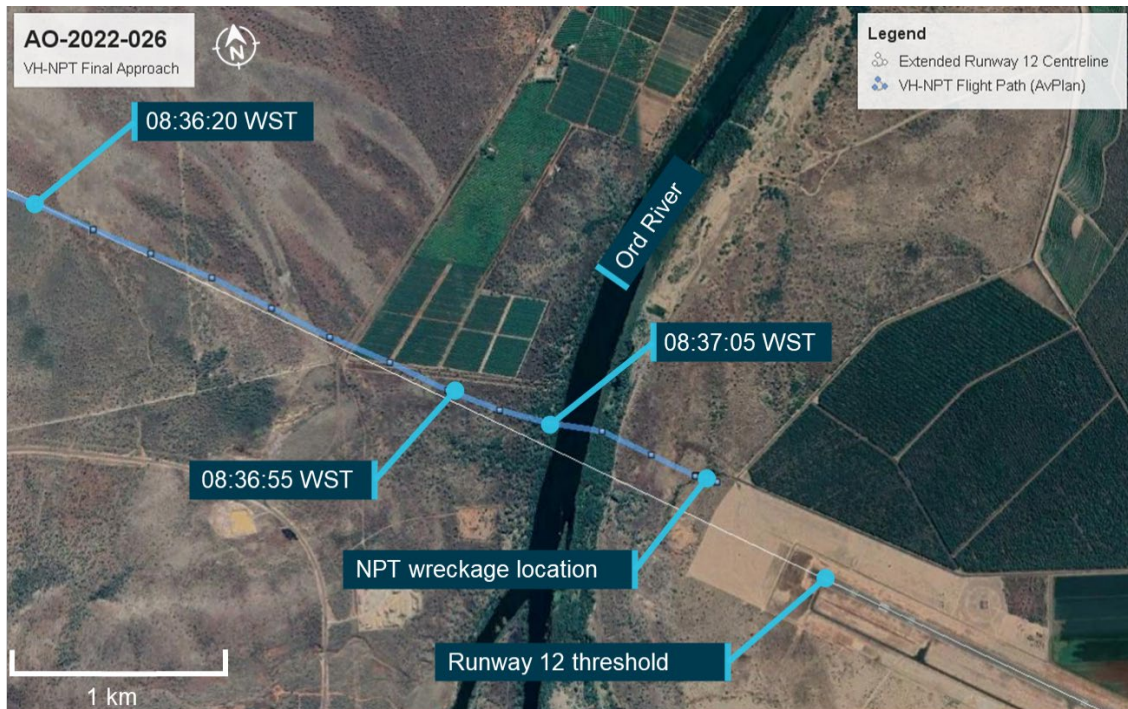 AO-2022-026
VH-NPT Final Approach
N
Legend
Extended Runway 12 Centreline
VH-NPT Flight Path (AvPlan)
08:36:20 WST
Ord River
08:37:05 WST
08:36:55 WST
NPT wreckage location
Runway 12 threshold
1 km